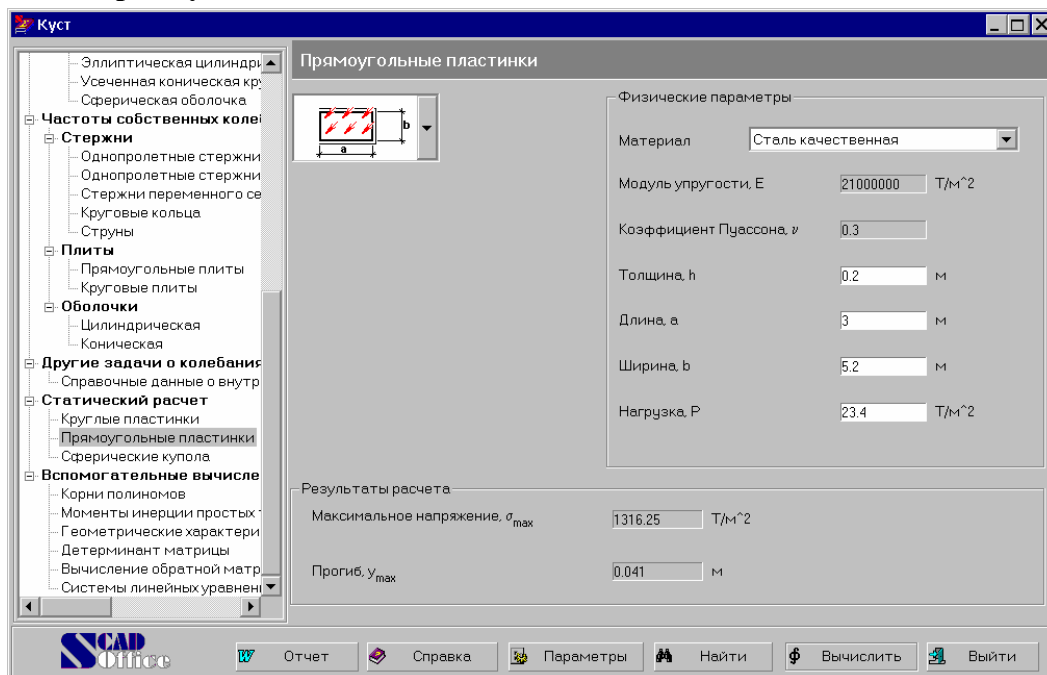 Куст
Эллиптическая цилиндри
Усеченная коническая кру
Сферическая оболочка
Частоты собственных колеб
Стержни
Однопролетные стержни
Однопролетные стержни
Стержни переменного се
Круговые кольца
Струны
Плиты
Прямоугольные плиты
Круговые плиты
Оболочки
Цилиндрическая
Коническая
Другие задачи о колебания
Справочные данные о внутр
Статический расчет
Круглые пластинки
Прямоугольные пластинки
Сферические купола
Вспомогательные вычисле
Корни полиномов
Моменты инерции простых
Геометрические характери
Детерминант матрицы
Вычисление обратной матр
Системы линейных уравнени
Прямоугольные пластинки
b
a
Физические параметры
Материал Сталь качественная
Модуль упругости, E 21000000 Т/м^2
Коэффициент Пуассона, ν 0.3
Толщина, h 0.2 м
Длина, a 3 м
Ширина, b 5.2 м
Нагрузка, P 23.4 Т/м^2
Результаты расчета
Максимальное напряжение, σmax 1316.25 Т/м^2
Прогиб, ymax 0.041 м
SCAD Office
Отчет Справка Параметры Найти Вычислить Выйти